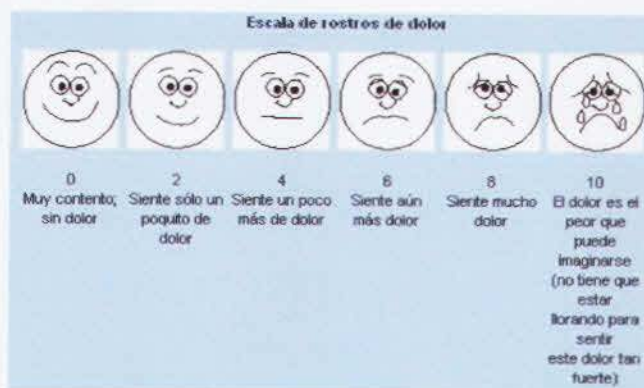 Escala de rostros de dolor
0
Muy contento;
sin dolor
2
Siente sólo un
poquito de
dolor
4
Siente un poco
más de dolor
6
Siente aún
más dolor
8
Siente mucho
dolor
10
El dolor es el
peor que
puede
imaginarse
(no tiene que
estar
llorando para
sentir
este dolor tan
fuerte)